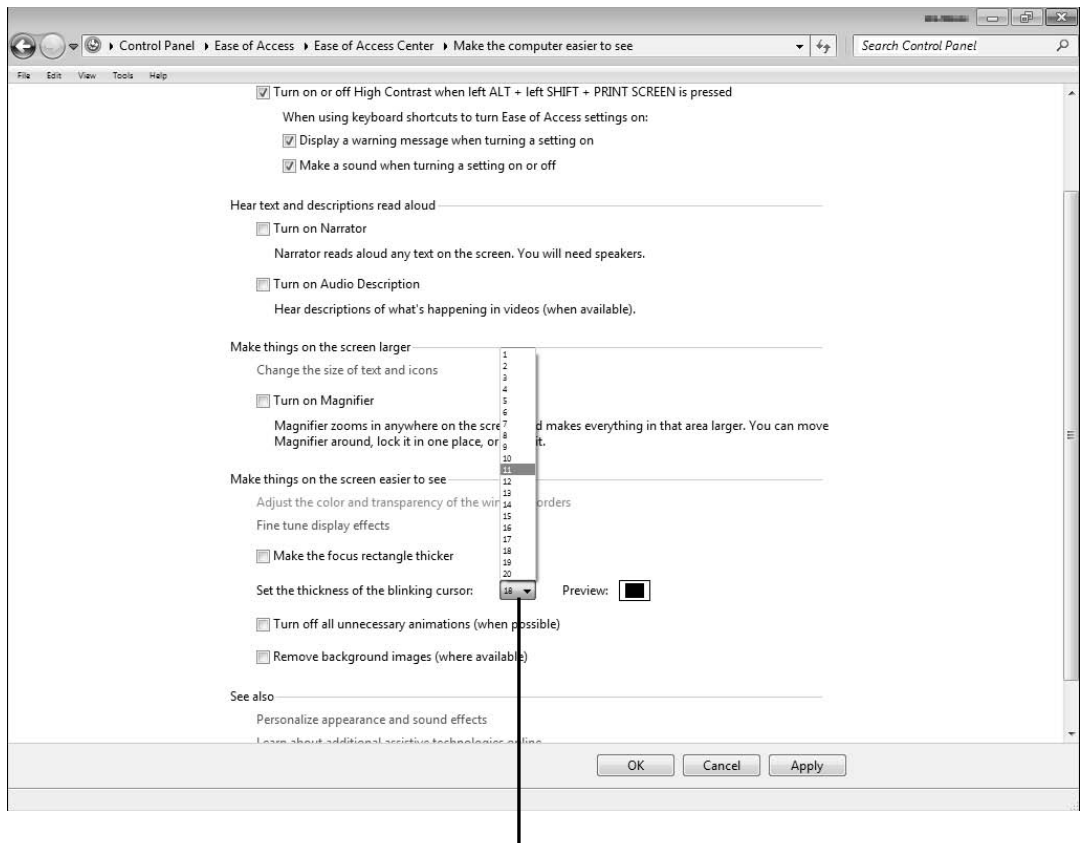 Control Panel Ease of Access Ease of Access Center Make the computer easier to see Search Control Panel
File Edit View Tools Help
Turn on or off High Contrast when left ALT + left SHIFT + PRINT SCREEN is pressed
When using keyboard shortcuts to turn Ease of Access settings on:
Display a warning message when turning a setting on
Make a sound when turning a setting on or off
Hear text and descriptions read aloud
Turn on Narrator
Narrator reads aloud any text on the screen. You will need speakers.
Turn on Audio Description
Hear descriptions of what's happening in videos (when available).
Make things on the screen larger
Change the size of text and icons
Turn on Magnifier
Magnifier zooms in anywhere on the d makes everything in that area larger. You can move
Magnifier around, lock it in one place, or it.
1
2
3
4
5
6
7
8
9
10
11
12
13
14
15
16
17
18
19
20
Make things on the screen easier to see
Adjust the color and transparency of the orders
Fine tune display effects
Make the focus rectangle thicker
Set the thickness of the blinking cursor: 18 Preview:
Turn off all unnecessary animations (when possible)
Remove background images (where available)
See also
Personalize appearance and sound effects
Learn about additional assistive technologies online
OK Cancel Apply